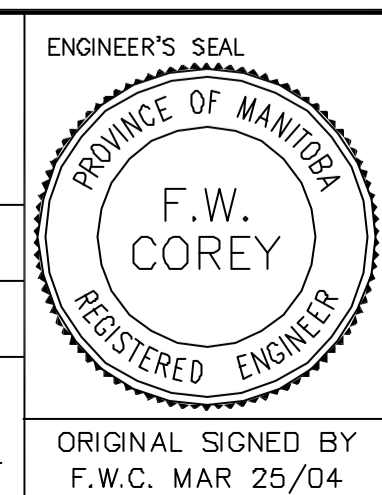 ENGINEER'S SEAL
PROVINCE OF MANITOBA
F.W.
COREY
REGISTERED ENGINEER
ORIGINAL SIGNED BY
F.W.C. MAR 25/04